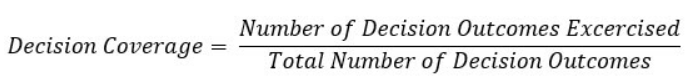 Decision Coverage = Number of Decision Outcomes Excercised
Total Number of Decision Outcomes